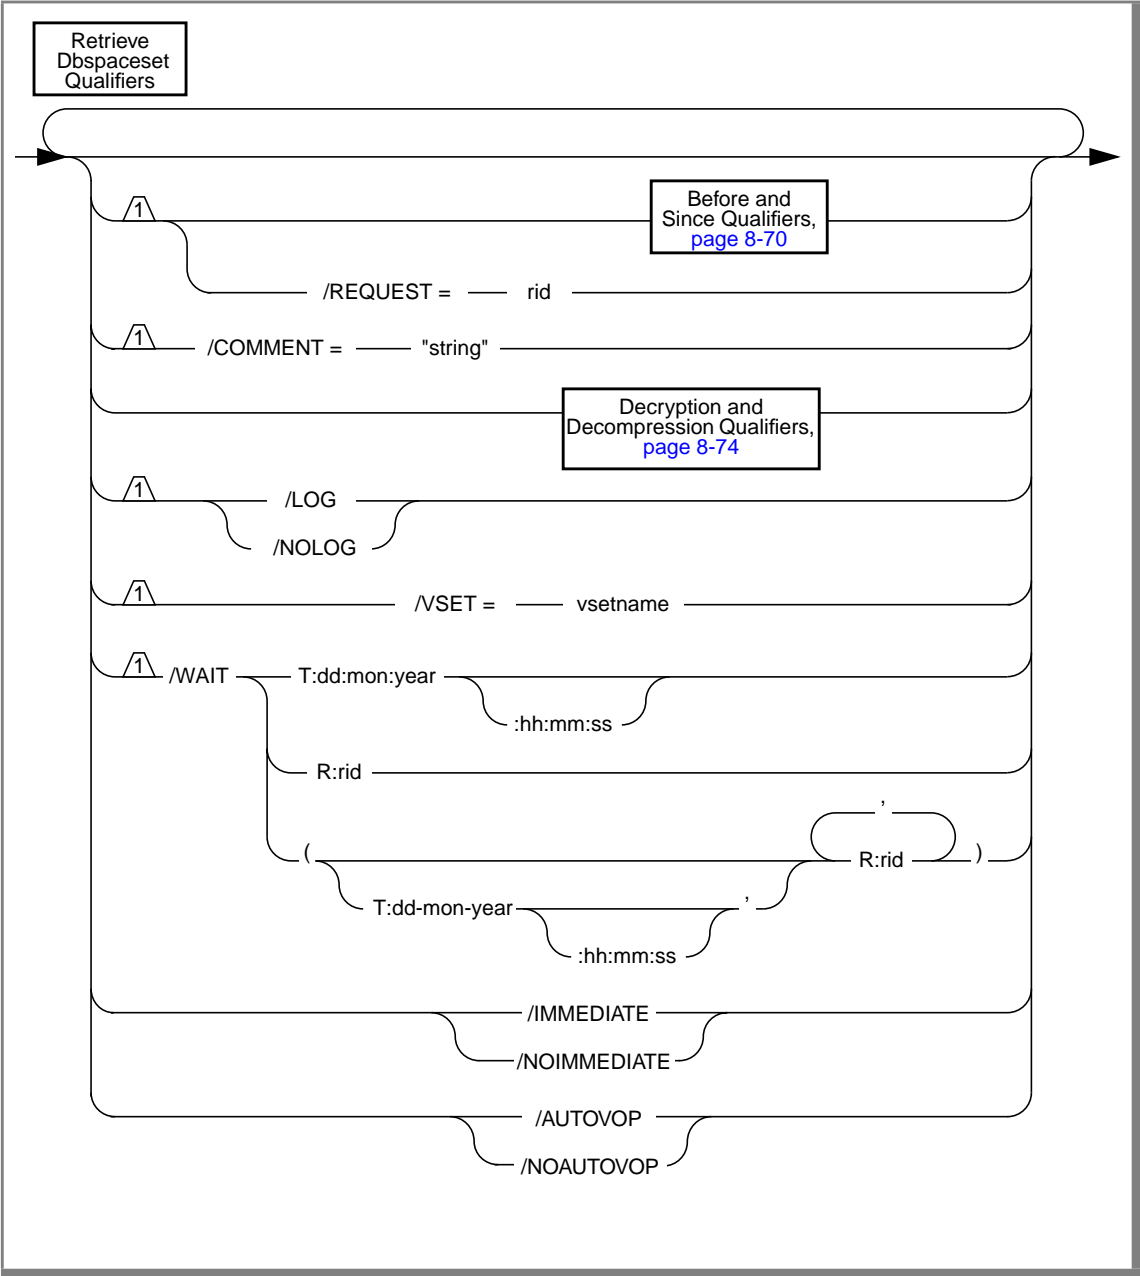 Retrieve
Dbspaceset
Qualifiers
1
Before and
Since Qualifiers,
page 8-70
/REQUEST = rid
1
/COMMENT = "string"
Decryption and
Decompression Qualifiers,
page 8-74
1
/LOG
/NOLOG
1
/VSET = vsetname
1
/WAIT T:dd:mon:year
:hh:mm:ss
R:rid
,
( R:rid )
T:dd-mon-year ,
:hh:mm:ss
/IMMEDIATE
/NOIMMEDIATE
/AUTOVOP
/NOAUTOVOP